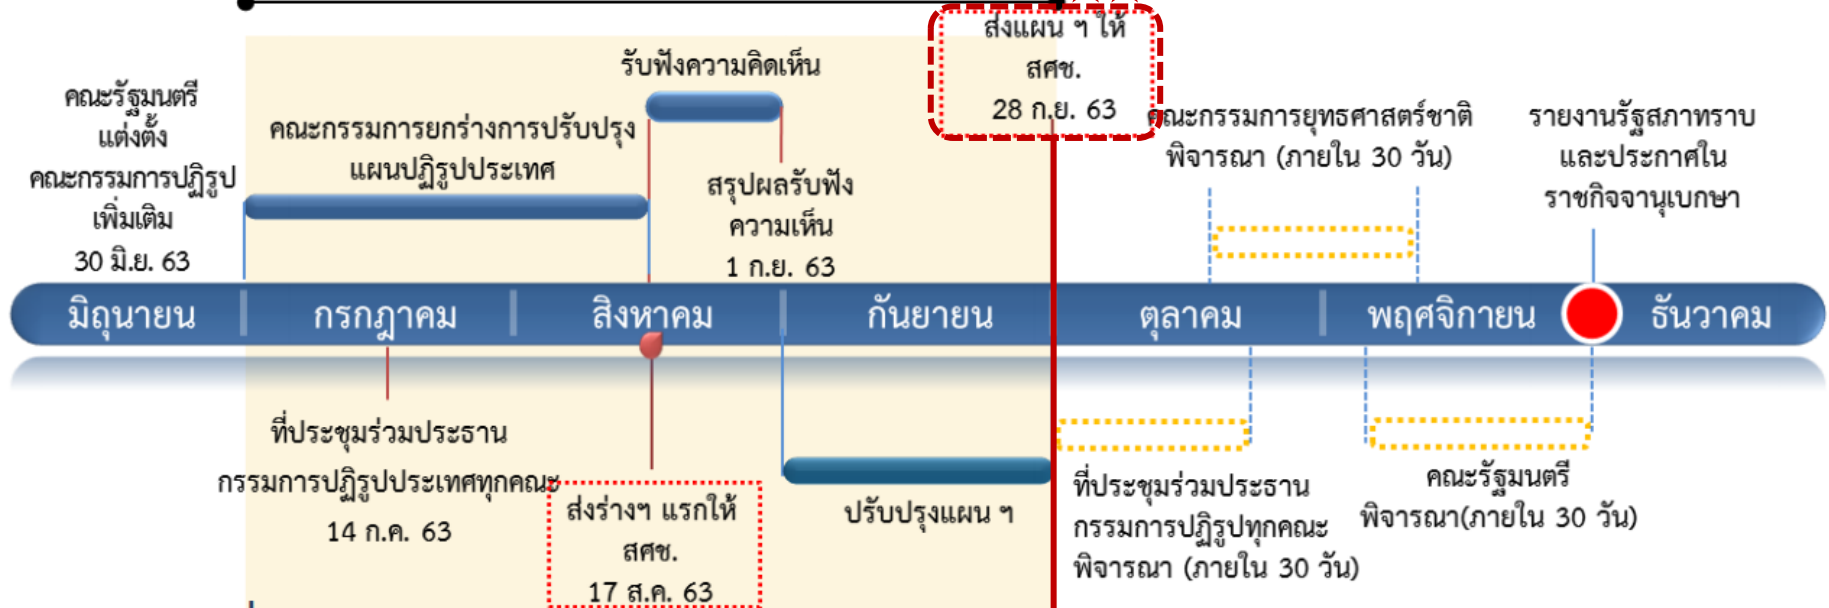 คณะรัฐมนตรี
แต่งตั้ง
คณะกรรมการปฏิรูป
เพิ่มเติม
30 มิ.ย. 63
คณะกรรมการยกร่างการปรับปรุง
แผนปฏิรูปประเทศ
รับฟังความคิดเห็น
สรุปผลรับฟัง
ความเห็น
1 ก.ย. 63
ส่งแผน ฯ ให้
สศช.
28 ก.ย. 63
คณะกรรมการยุทธศาสตร์ชาติ
พิจารณา (ภายใน 30 วัน)
รายงานรัฐสภาทราบ
และประกาศใน
ราชกิจจานุเบกษา
มิถุนายน
กรกฎาคม
สิงหาคม
กันยายน
ตุลาคม
พฤศจิกายน
ธันวาคม
ที่ประชุมร่วมประธาน
กรรมการปฏิรูปประเทศทุกคณะ
14 ก.ค. 63
ส่งร่างฯ แรกให้
สศช.
17 ส.ค. 63
ปรับปรุงแผน ฯ
ที่ประชุมร่วมประธาน
กรรมการปฏิรูปทุกคณะ
พิจารณา (ภายใน 30 วัน)
คณะรัฐมนตรี
พิจารณา(ภายใน 30 วัน)